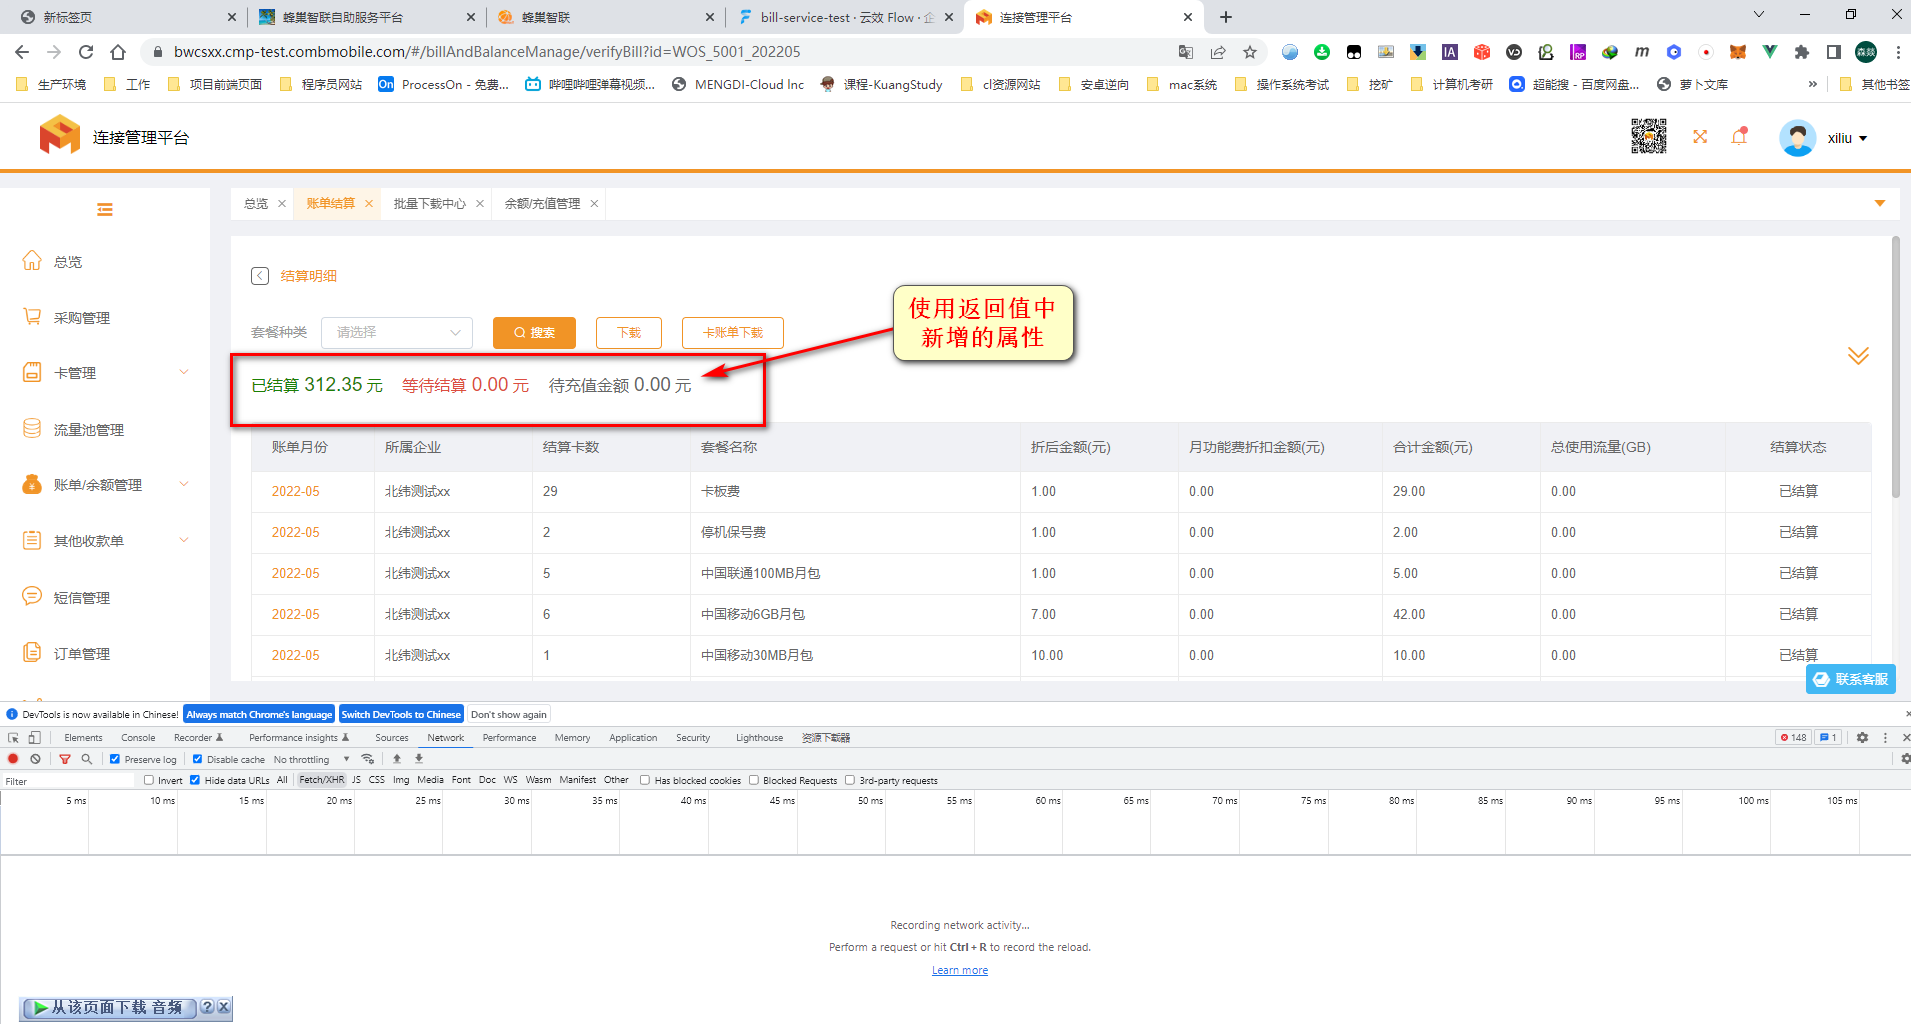 新标签页
蜂巢智联自助服务平台
蜂巢智联
bill-service-test · 云效 Flow · 企
连接管理平台
bwcsxx.cmp-test.combmobile.com/#/billAndBalanceManage/verifyBill?id=WOS_5001_202205
生产环境
工作
项目前端页面
程序员网站
ProcessOn - 免费...
哔哩哔哩弹幕视频...
MENGDI-Cloud Inc
课程-KuangStudy
cl资源网站
安卓逆向
mac系统
操作系统考试
挖矿
计算机考研
超能搜 - 百度网盘...
萝卜文库
»
其他书签
连接管理平台
xiliu
总览
账单结算
批量下载中心
余额/充值管理
总览
采购管理
卡管理
流量池管理
账单/余额管理
其他收款单
短信管理
订单管理
结算明细
套餐种类
请选择
搜索
下载
卡账单下载
使用返回值中
新增的属性
已结算 312.35 元 等待结算 0.00 元 待充值金额 0.00 元
账单月份 所属企业 结算卡数 套餐名称 折后金额(元) 月功能费折扣金额(元) 合计金额(元) 总使用流量(GB) 结算状态
2022-05 北纬测试xx 29 卡板费 1.00 0.00 29.00 0.00 已结算
2022-05 北纬测试xx 2 停机保号费 1.00 0.00 2.00 0.00 已结算
2022-05 北纬测试xx 5 中国联通100MB月包 1.00 0.00 5.00 0.00 已结算
2022-05 北纬测试xx 6 中国移动6GB月包 7.00 0.00 42.00 0.00 已结算
2022-05 北纬测试xx 1 中国移动30MB月包 10.00 0.00 10.00 0.00 已结算
联系客服
DevTools is now available in Chinese! Always match Chrome's language Switch DevTools to Chinese Don't show again
Elements Console Recorder Performance insights Sources Network Performance Memory Application Security Lighthouse 资源下载器 148 1
Preserve log Disable cache No throttling
Filter Invert Hide data URLs All Fetch/XHR JS CSS Img Media Font Doc WS Wasm Manifest Other Has blocked cookies Blocked Requests 3rd-party requests
5 ms 10 ms 15 ms 20 ms 25 ms 30 ms 35 ms 40 ms 45 ms 50 ms 55 ms 60 ms 65 ms 70 ms 75 ms 80 ms 85 ms 90 ms 95 ms 100 ms 105 ms
Recording network activity...
Perform a request or hit Ctrl + R to record the reload.
Learn more
从该页面下载 音频